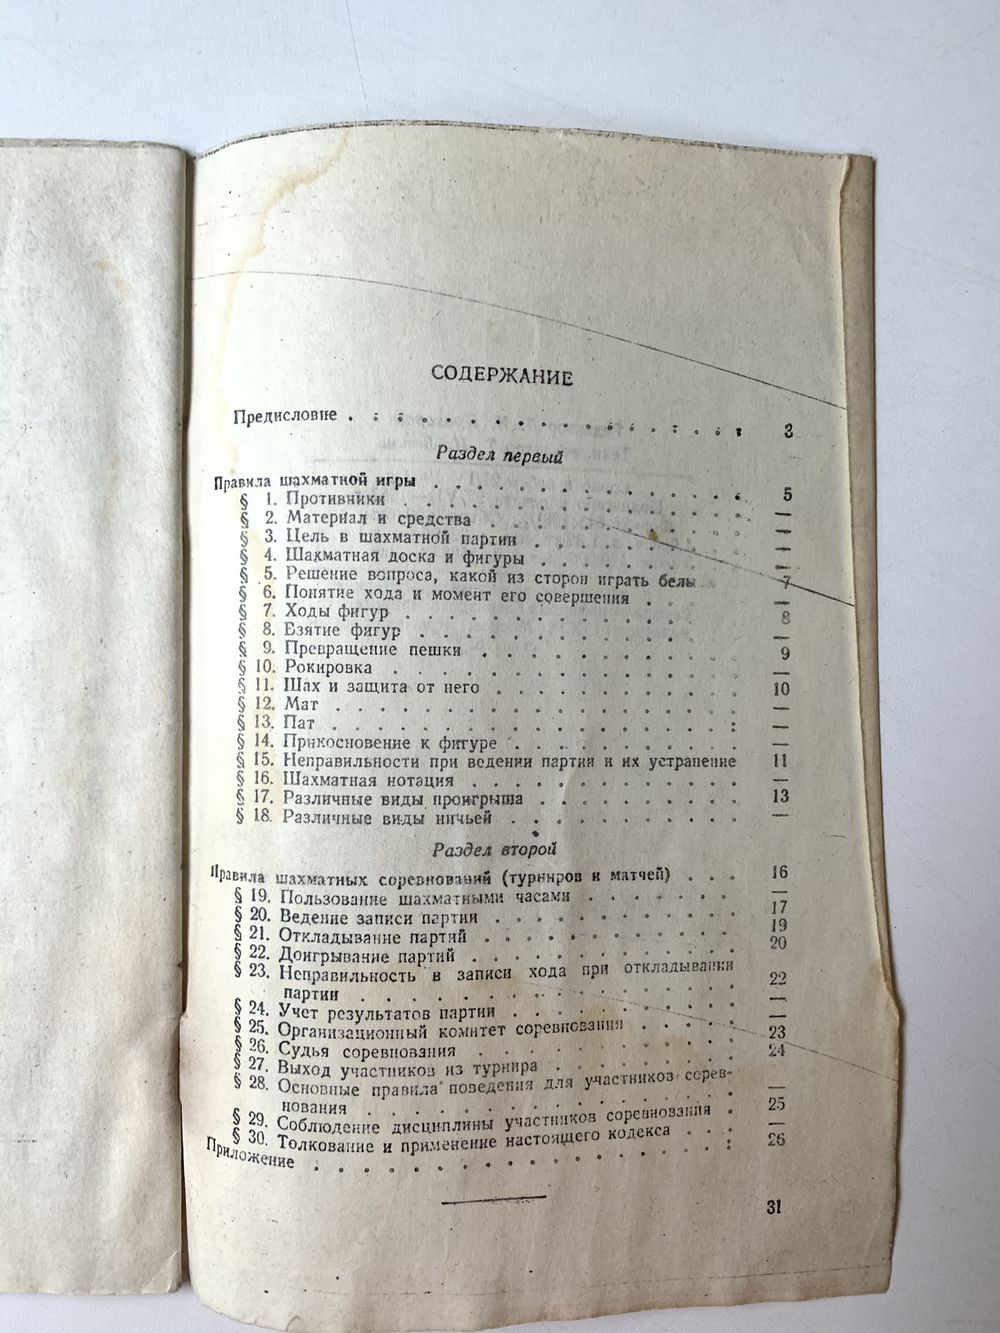 СОДЕРЖАНИЕ
Предисловие . . . . . . . . . . . . . . . . 3
Раздел первый
Правила шахматной игры . . . . . . . . . . . . 5
§ 1. Противники . . . . . . . . . . . . . —
§ 2. Материал и средства . . . . . . . . . . —
§ 3. Цель в шахматной партии . . . . . . . . —
§ 4. Шахматная доска и фигуры . . . . . . . . —
§ 5. Решение вопроса, какой из сторон играть белы 7
§ 6. Понятие хода и момент его совершения . . . . —
§ 7. Ходы фигур . . . . . . . . . . . . . 8
§ 8. Взятие фигур . . . . . . . . . . . . —
§ 9. Превращение пешки . . . . . . . . . . 9
§ 10. Рокировка . . . . . . . . . . . . . —
§ 11. Шах и защита от него . . . . . . . . . . 10
§ 12. Мат . . . . . . . . . . . . . . . —
§ 13. Пат . . . . . . . . . . . . . . . —
§ 14. Прикосновение к фигуре . . . . . . . . . —
§ 15. Неправильности при ведении партии и их устранение 11
§ 16. Шахматная нотация . . . . . . . . . . . —
§ 17. Различные виды проигрыша . . . . . . . . 13
§ 18. Различные виды ничьей . . . . . . . . . —
Раздел второй
Правила шахматных соревнований (турниров и матчей) . . . 16
§ 19. Пользование шахматными часами . . . . . . —
§ 20. Ведение записи партии . . . . . . . . . . 17
§ 21. Откладывание партий . . . . . . . . . . 19
§ 22. Доигрывание партий . . . . . . . . . . . 20
§ 23. Неправильность в записи хода при откладывании
партии . . . . . . . . . . . . . . 22
§ 24. Учет результатов партии . . . . . . . . . —
§ 25. Организационный комитет соревнования . . . . . —
§ 26. Судья соревнования . . . . . . . . . . 23
§ 27. Выход участников из турнира . . . . . . . 24
§ 28. Основные правила поведения для участников сорев-
нования . . . . . . . . . . . . . . —
§ 29. Соблюдение дисциплины участников соревнования . 25
§ 30. Толкование и применение настоящего кодекса . . . —
Приложение . . . . . . . . . . . . . . . . 26
31